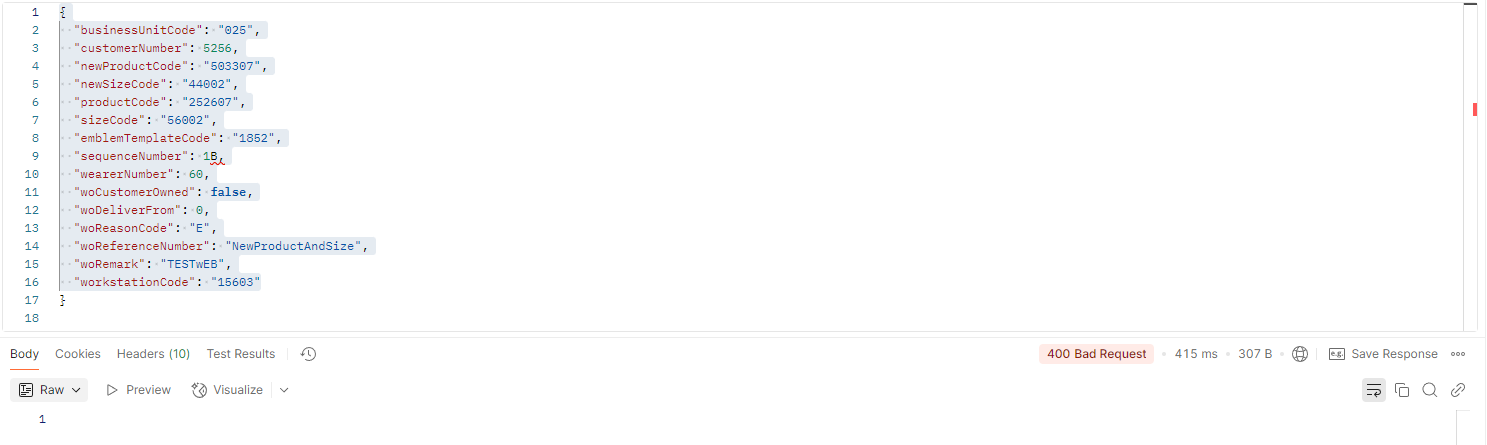 1 {
2 "businessUnitCode": "025",
3 "customerNumber": 5256,
4 "newProductCode": "503307",
5 "newSizeCode": "44002",
6 "productCode": "252607",
7 "sizeCode": "56002",
8 "emblemTemplateCode": "1852",
9 "sequenceNumber": 1B,
10 "wearerNumber": 60,
11 "woCustomerOwned": false,
12 "woDeliverFrom": 0,
13 "woReasonCode": "E",
14 "woReferenceNumber": "NewProductAndSize",
15 "woRemark": "TESTwEB",
16 "workstationCode": "15603"
17 }
18
Body Cookies Headers (10) Test Results 400 Bad Request • 415 ms • 307 B • e.g. Save Response
Raw Preview Visualize
1